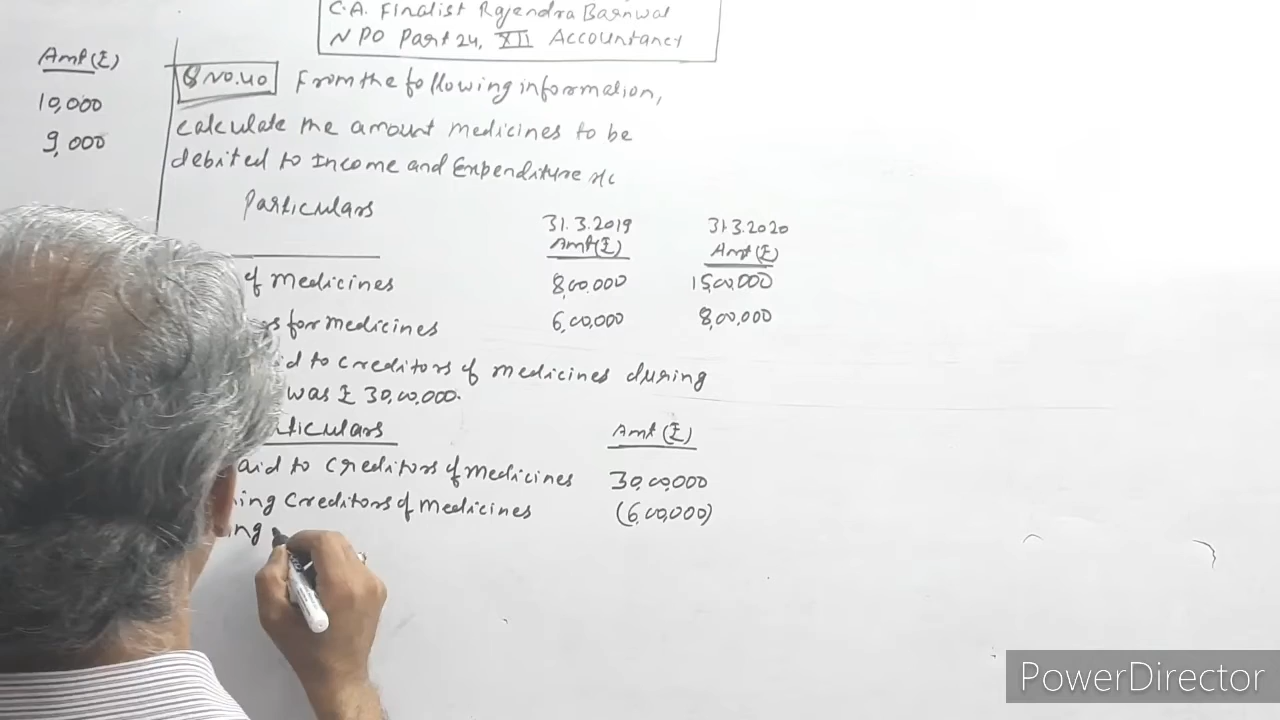 C.A. Finalist Rajendra Barnwal
NPO Part 24, XII Accountancy
Amt (₹)
10,000
9,000
Q No.40 From the following information,
calculate the amount medicines to be
debited to Income and Expenditure A/c
Particulars
31.3.2019 31.3.2020
Amt(₹) Amt(₹)
of medicines 8,00,000 15,00,000
for medicines 6,00,000 8,00,000
to creditors of medicines during
was ₹ 30,00,000.
Amt (₹)
to creditors of medicines 30,00,000
Creditors of medicines (6,00,000)
PowerDirector